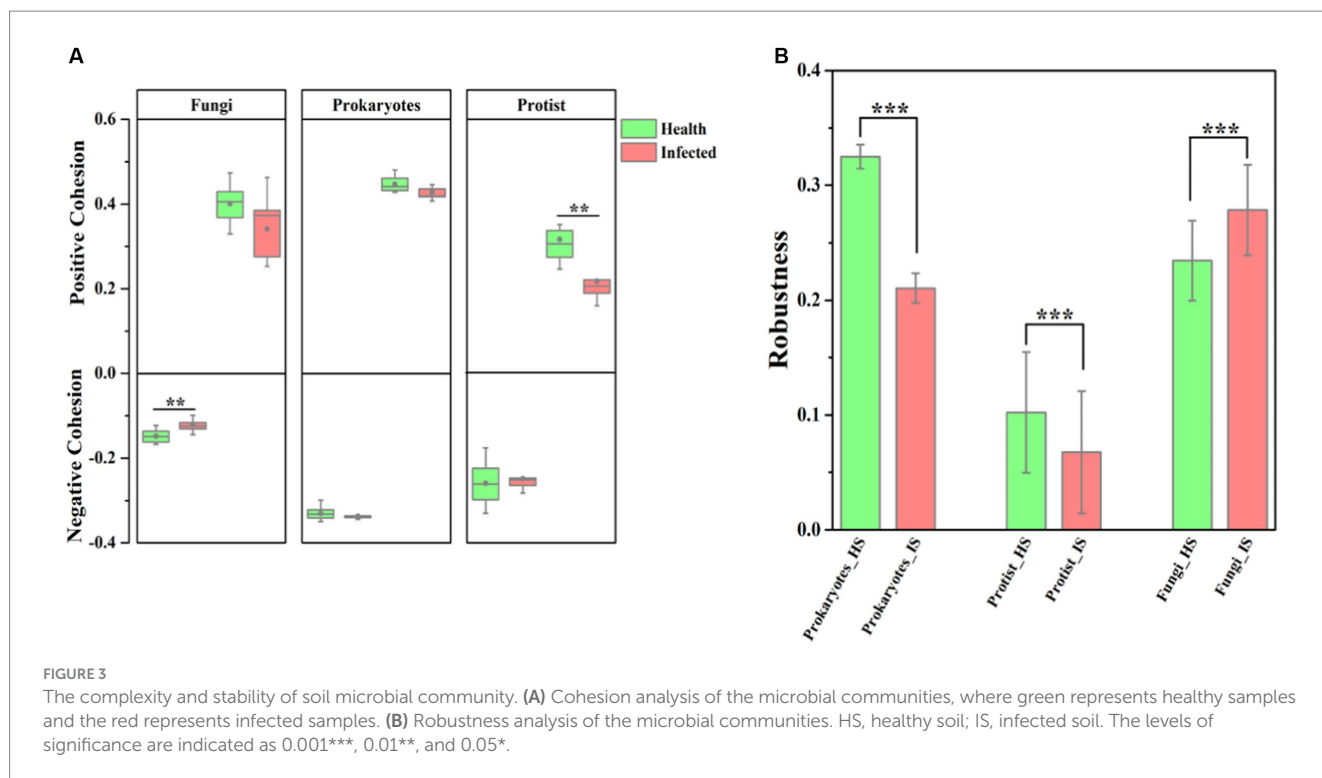 A
Fungi
Prokaryotes
Protist
Health
Infected
Positive Cohesion
Negative Cohesion
0.6
0.4
0.2
0.0
-0.2
-0.4
**
**
B
Robustness
0.4
0.3
0.2
0.1
0.0
***
***
***
Prokaryotes_HS
Prokaryotes_IS
Protist_HS
Protist_IS
Fungi_HS
Fungi_IS
FIGURE 3
The complexity and stability of soil microbial community. (A) Cohesion analysis of the microbial communities, where green represents healthy samples
and the red represents infected samples. (B) Robustness analysis of the microbial communities. HS, healthy soil; IS, infected soil. The levels of
significance are indicated as 0.001***, 0.01**, and 0.05*.